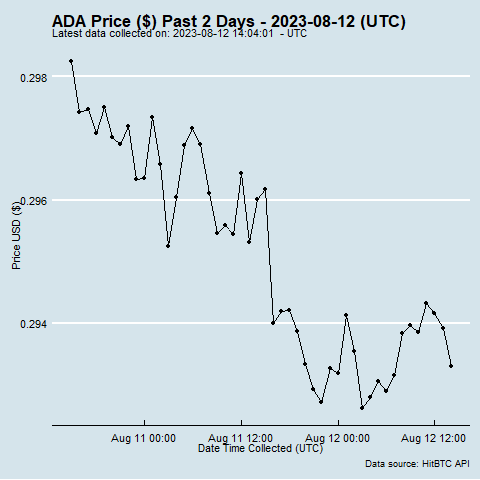 ADA Price ($) Past 2 Days - 2023-08-12 (UTC)
Latest data collected on: 2023-08-12 14:04:01 - UTC
0.298
0.296
0.294
Price USD ($)
Aug 11 00:00 Aug 11 12:00 Aug 12 00:00 Aug 12 12:00
Date Time Collected (UTC)
Data source: HitBTC API